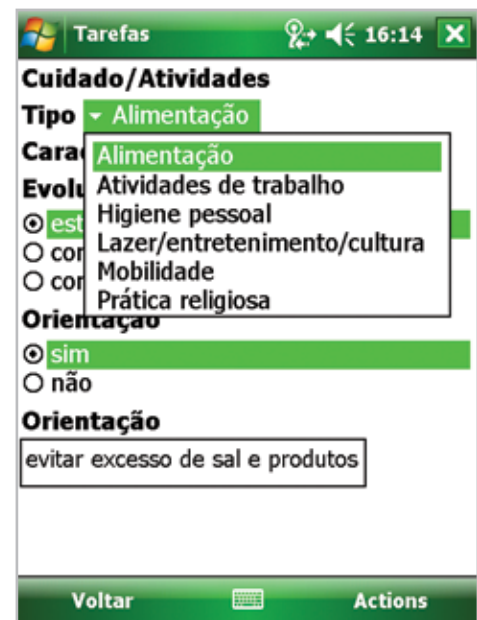 Tarefas 16:14
Cuidado/Atividades
Tipo Alimentação
Alimentação
Atividades de trabalho
Higiene pessoal
Lazer/entretenimento/cultura
Mobilidade
Prática religiosa
Orientação
sim
não
Orientação
evitar excesso de sal e produtos
Voltar Actions